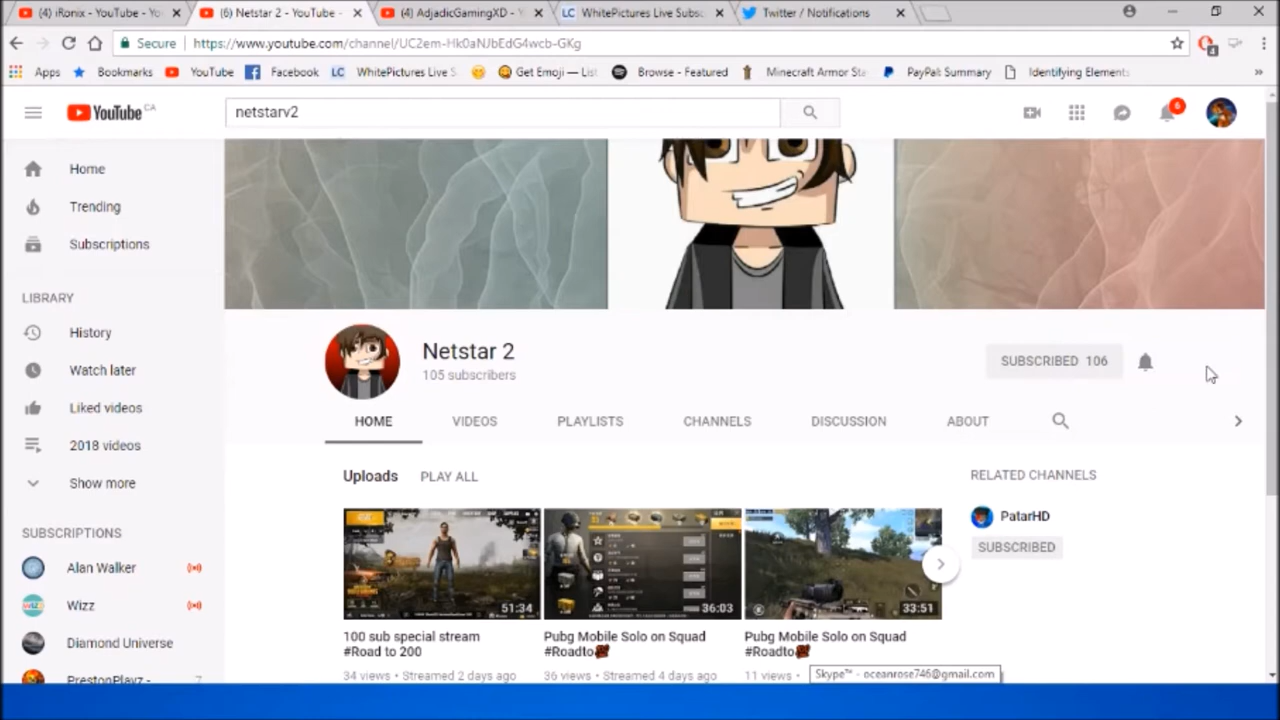 (4) iRonix - YouTube - Yo
(6) Netstar 2 - YouTube -
(4) AdjadicGamingXD - Y
LC WhitePictures Live Subsc
Twitter / Notifications
Secure
https://www.youtube.com/channel/UC2em-Hk0aNJbEdG4wcb-GKg
4
Apps
Bookmarks
YouTube
Facebook
LC WhitePictures Live S
Get Emoji — List
Browse - Featured
Minecraft Armor Sta
PayPal: Summary
Identifying Elements
»
YouTube CA
netstarv2
6
Home
Trending
Subscriptions
LIBRARY
History
Watch later
Liked videos
2018 videos
Show more
SUBSCRIPTIONS
Alan Walker
WIZZ Wizz
Diamond Universe
PrestonPlayz - 7
Netstar 2
105 subscribers
SUBSCRIBED 106
HOME
VIDEOS
PLAYLISTS
CHANNELS
DISCUSSION
ABOUT
Uploads PLAY ALL
RELATED CHANNELS
PatarHD
SUBSCRIBED
51:34
36:03
33:51
100 sub special stream
#Road to 200
34 views • Streamed 2 days ago
Pubg Mobile Solo on Squad
#Roadto
36 views • Streamed 4 days ago
Pubg Mobile Solo on Squad
#Roadto
11 views •
Skype™ - oceanrose746@gmail.com